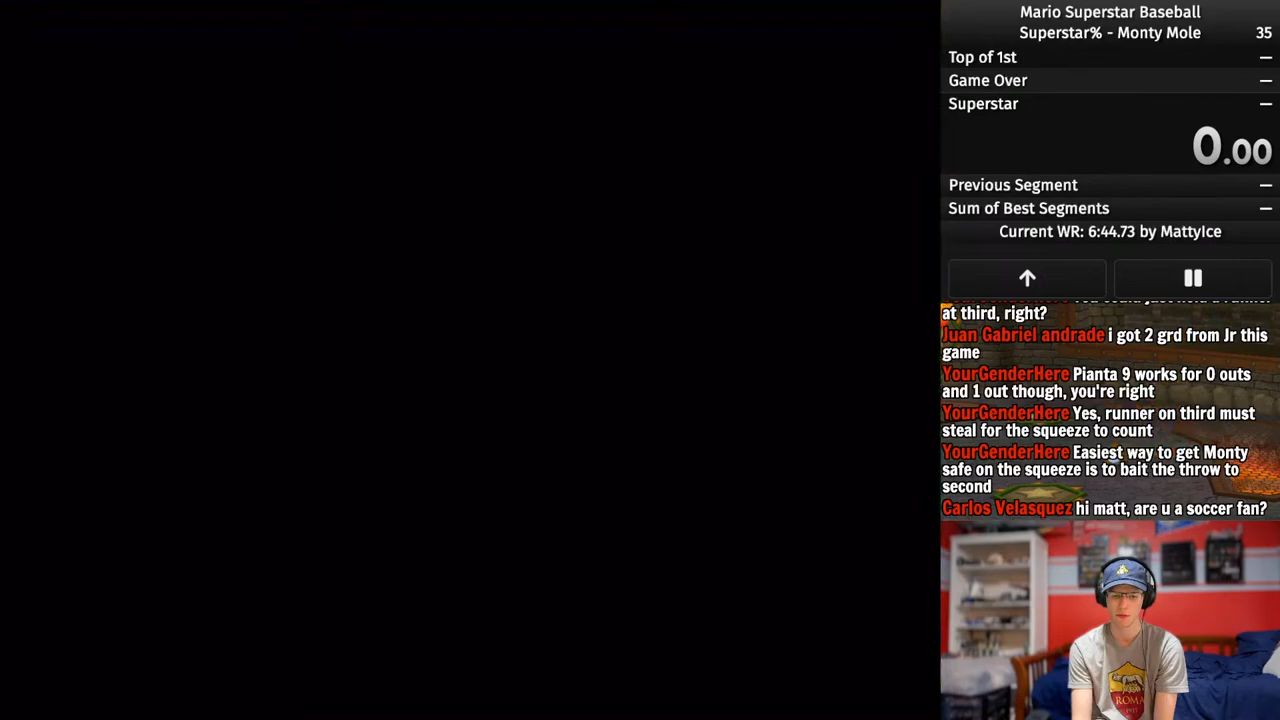 Mario Superstar Baseball
Superstar% - Monty Mole 35
Top of 1st —
Game Over —
Superstar —
0.00
Previous Segment —
Sum of Best Segments —
Current WR: 6:44.73 by MattyIce
at third, right?
Juan Gabriel andrade i got 2 grd from Jr this
game
YourGenderHere Pianta 9 works for 0 outs
and 1 out though, you're right
YourGenderHere Yes, runner on third must
steal for the squeeze to count
YourGenderHere Easiest way to get Monty
safe on the squeeze is to bait the throw to
second
Carlos Velasquez hi matt, are u a soccer fan?
ROMA